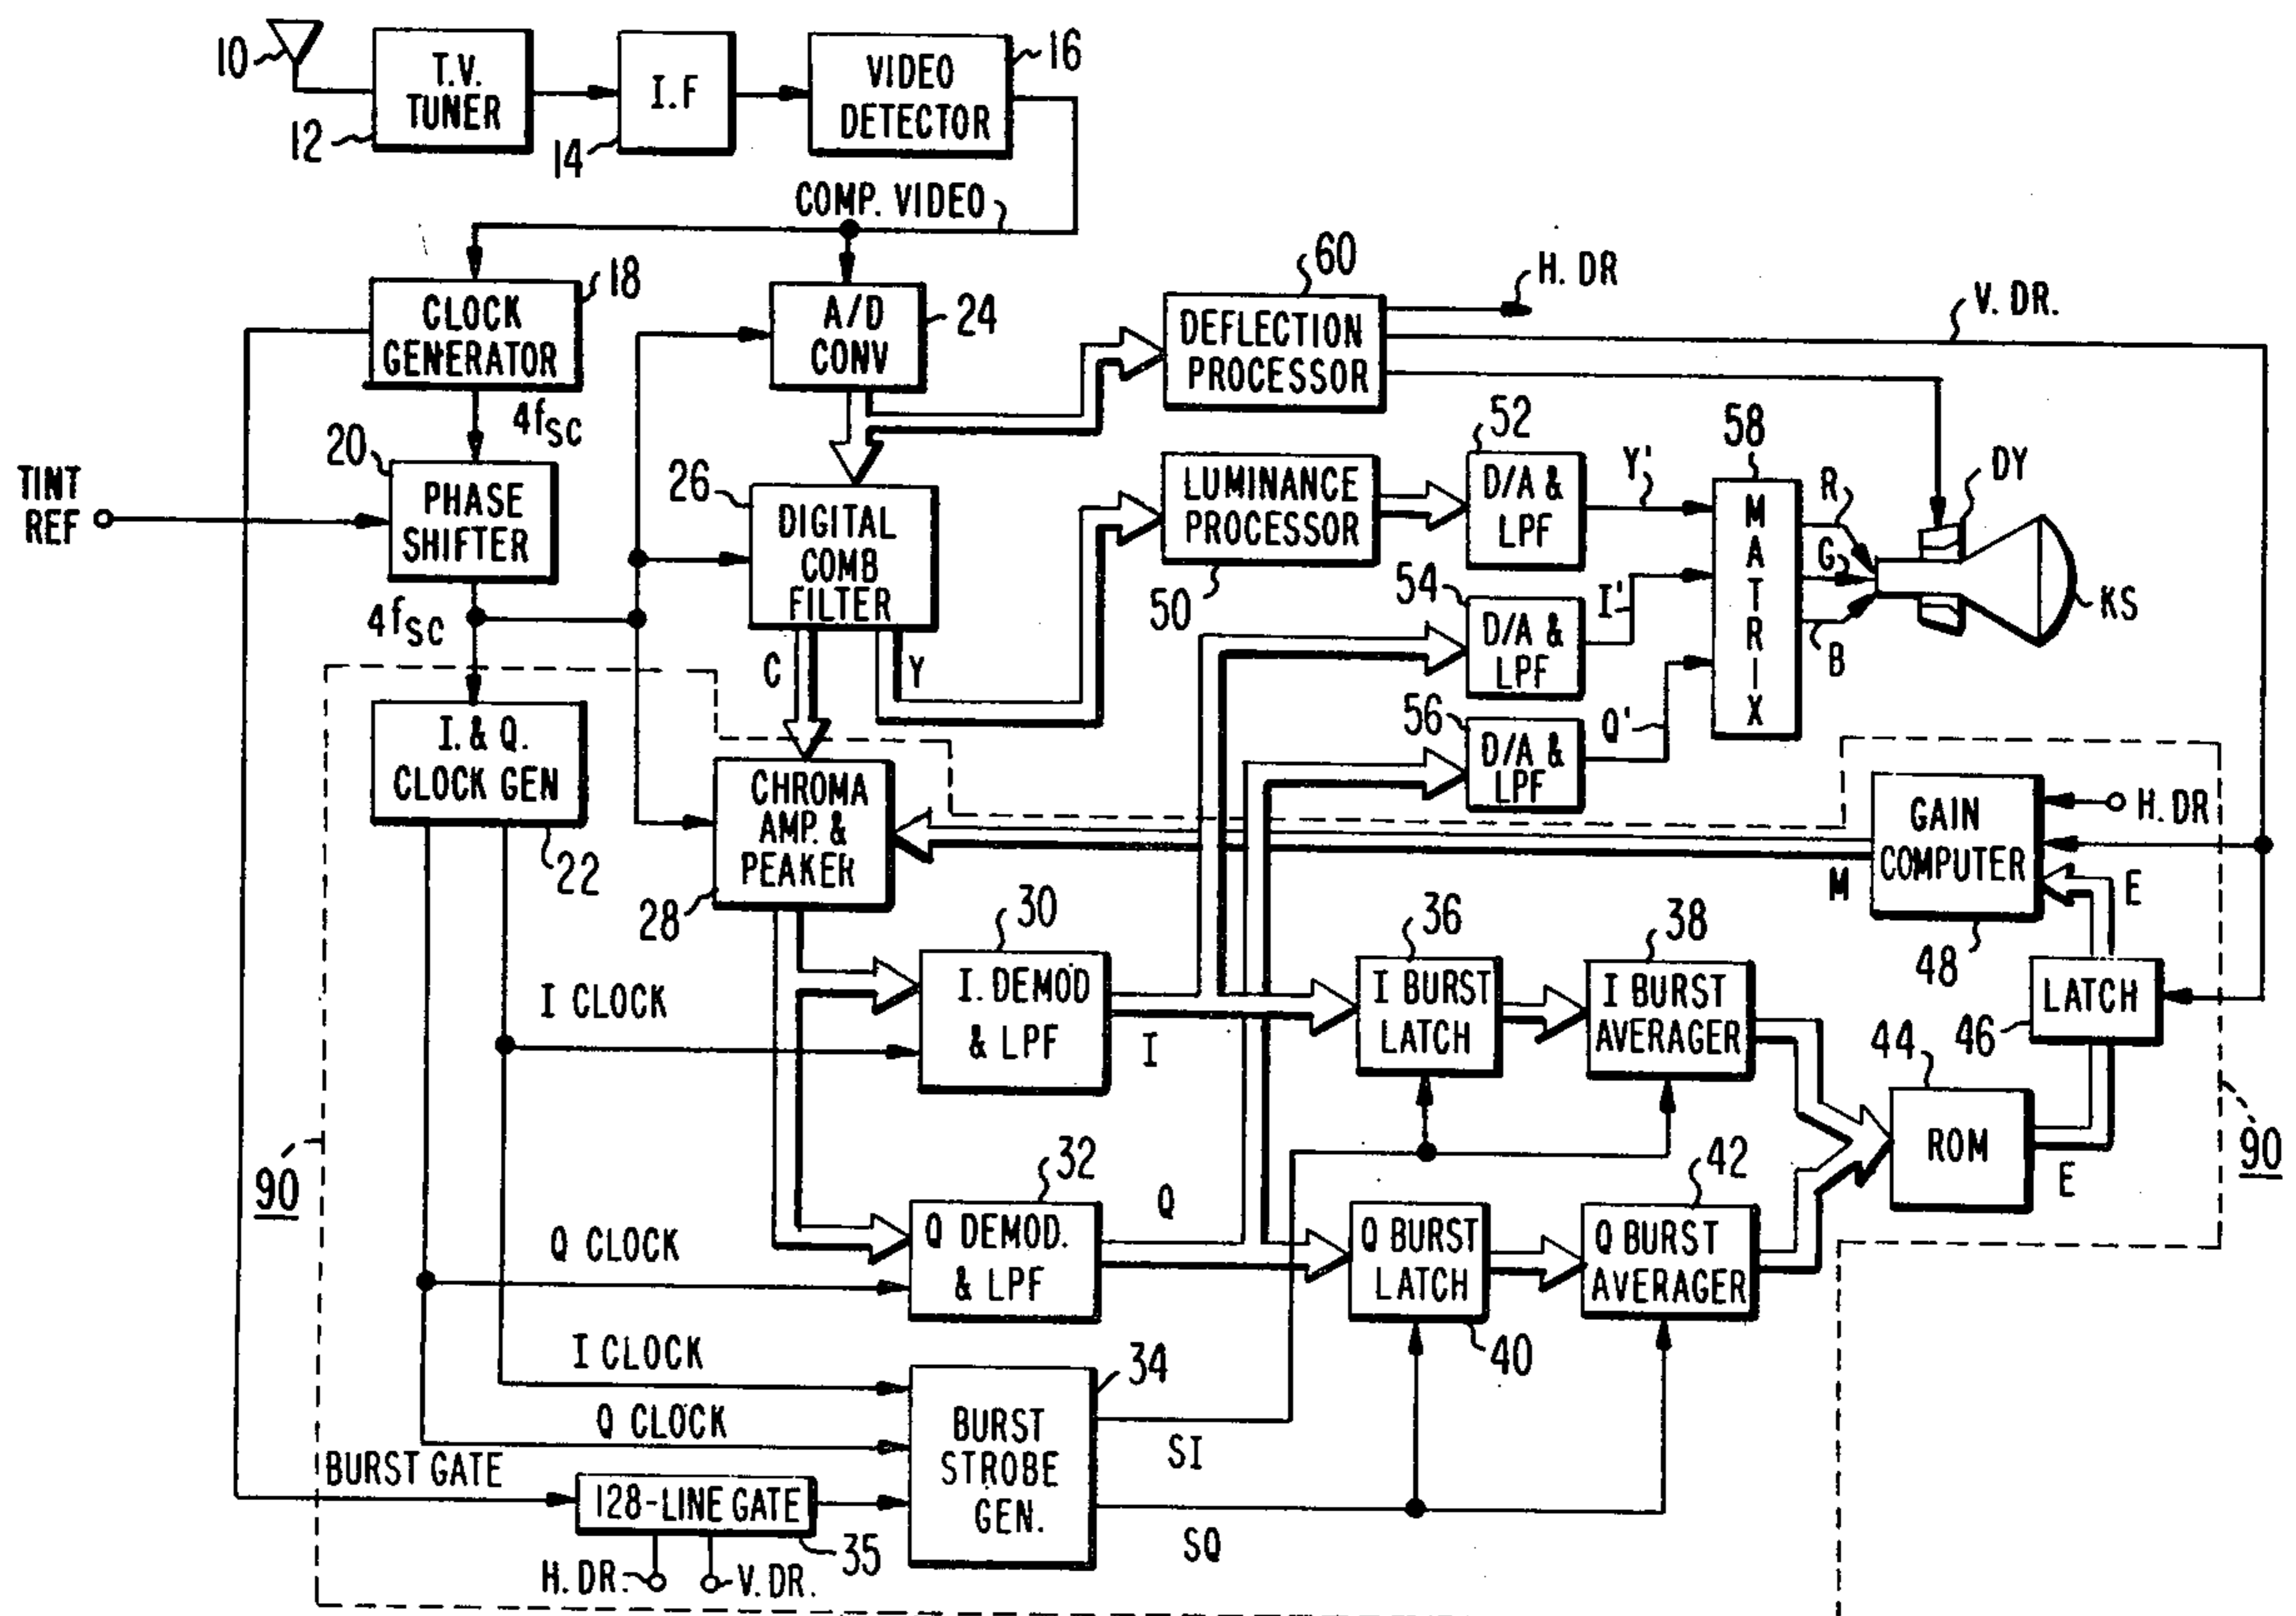 10
T.V.
TUNER
12
I.F
14
VIDEO
DETECTOR
16
COMP. VIDEO
CLOCK
GENERATOR
18
4fSC
A/D
CONV
24
60
DEFLECTION
PROCESSOR
H. DR
V. DR.
TINT
REF
20
PHASE
SHIFTER
4fSC
26
DIGITAL
COMB
FILTER
C
Y
LUMINANCE
PROCESSOR
50
52
D/A &
LPF
Y'
54
D/A &
LPF
I'
56
D/A &
LPF
Q'
58
MATRIX
R
G
B
DY
KS
I. & Q.
CLOCK GEN
22
CHROMA
AMP. &
PEAKER
28
GAIN
COMPUTER
H. DR
M
E
48
30
I. DEMOD
& LPF
I
I CLOCK
36
I BURST
LATCH
38
I BURST
AVERAGER
LATCH
46
44
ROM
E
90
90
32
Q DEMOD.
& LPF
Q
Q CLOCK
Q BURST
LATCH
40
42
Q BURST
AVERAGER
I CLOCK
Q CLOCK
BURST GATE
128-LINE GATE
35
H. DR.
V. DR.
34
BURST
STROBE
GEN.
SI
SQ